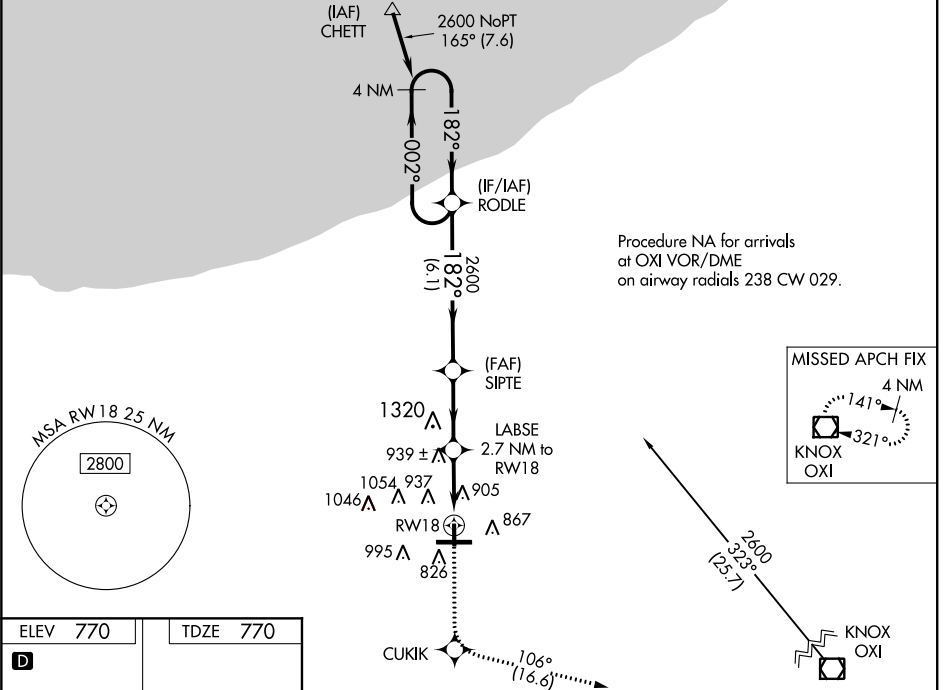 (IAF)
CHETT
2600 NoPT
165° (7.6)
4 NM
182°
002°
(IF/IAF)
RODLE
2600
182°
(6.1)
Procedure NA for arrivals
at OXI VOR/DME
on airway radials 238 CW 029.
(FAF)
SIPTE
MISSED APCH FIX
4 NM
141°
321°
KNOX
OXI
1320
LABSE
2.7 NM to
RW18
939 ±
1054
937
1046
905
RW18
867
995
826
MSA RW 18 25 NM
2800
2600
323°
(25.7)
KNOX
OXI
CUKIK
106°
(16.6)
ELEV 770
TDZE 770
D